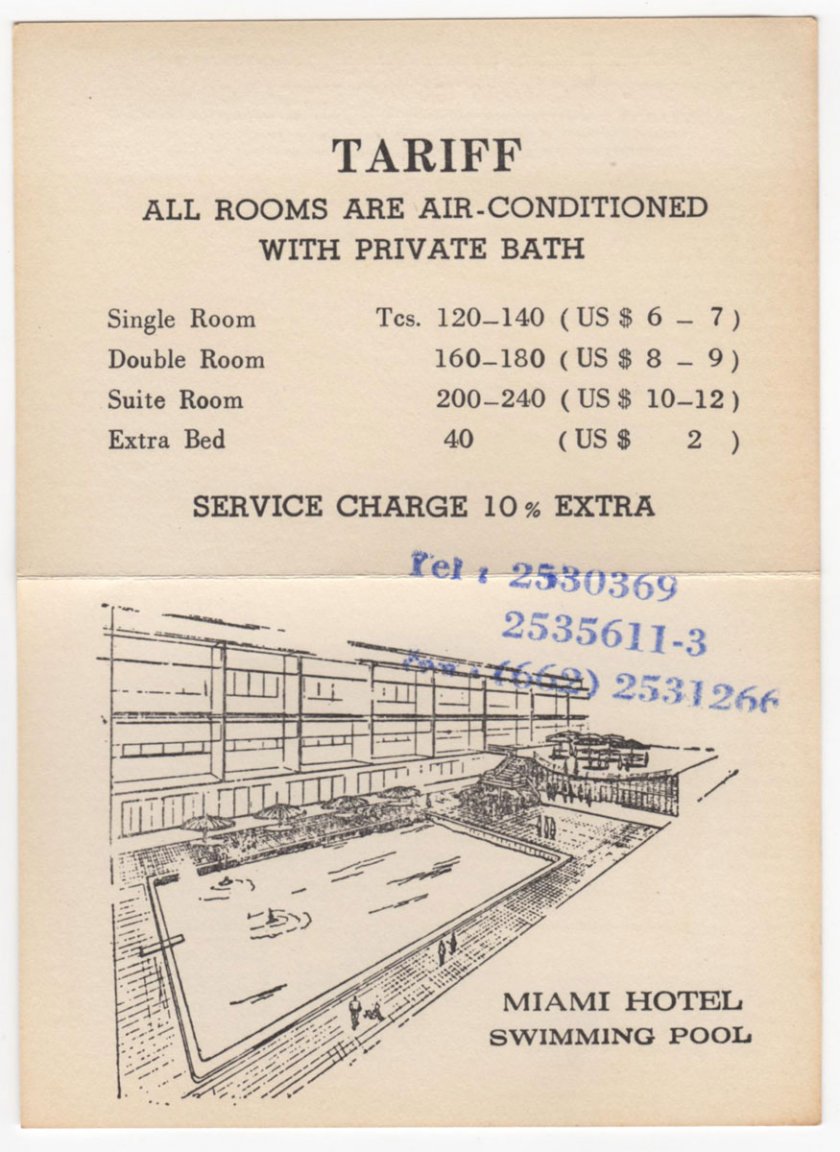 TARIFF
ALL ROOMS ARE AIR-CONDITIONED
WITH PRIVATE BATH
Single Room Tcs. 120–140 ( US $ 6 – 7 )
Double Room 160–180 ( US $ 8 – 9 )
Suite Room 200–240 ( US $ 10–12 )
Extra Bed 40 ( US $ 2 )
SERVICE CHARGE 10 % EXTRA
Tel : 2530369
2535611-3
: (662) 2531266
MIAMI HOTEL
SWIMMING POOL